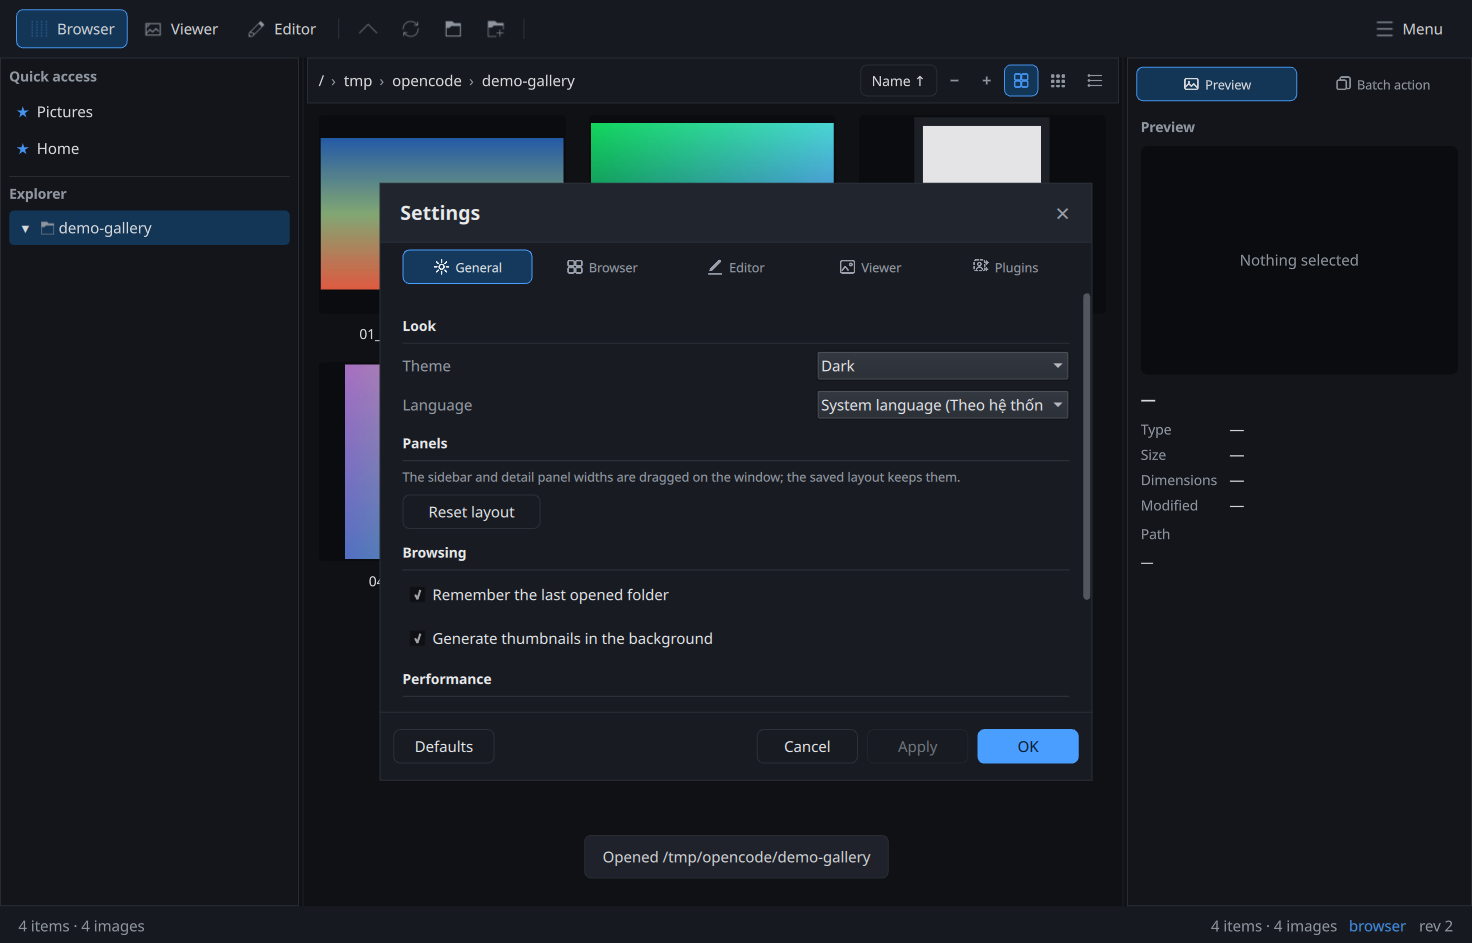 Browser
Viewer
Editor
Menu
Quick access
Pictures
Home
Explorer
demo-gallery
/ › tmp › opencode › demo-gallery
Name ↑
Preview
Batch action
Preview
Nothing selected
—
Type —
Size —
Dimensions —
Modified —
Path
—
01_
04
Settings
General
Browser
Editor
Viewer
Plugins
Look
Theme
Dark
Language
System language (Theo hệ thốn
Panels
The sidebar and detail panel widths are dragged on the window; the saved layout keeps them.
Reset layout
Browsing
Remember the last opened folder
Generate thumbnails in the background
Performance
Defaults
Cancel
Apply
OK
Opened /tmp/opencode/demo-gallery
4 items · 4 images
4 items · 4 images browser rev 2